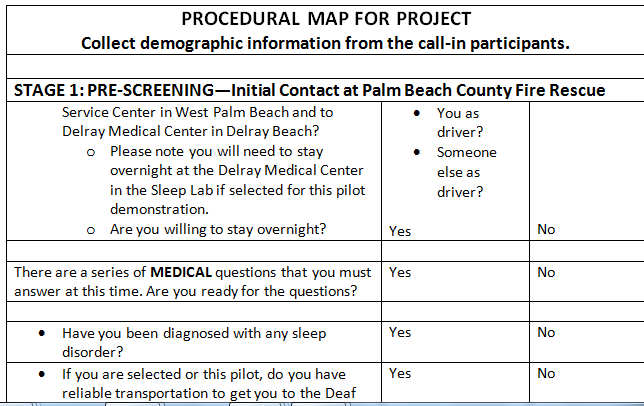 PROCEDURAL MAP FOR PROJECT
Collect demographic information from the call-in participants.
STAGE 1: PRE-SCREENING—Initial Contact at Palm Beach County Fire Rescue
Service Center in West Palm Beach and to
Delray Medical Center in Delray Beach?
o Please note you will need to stay
overnight at the Delray Medical Center
in the Sleep Lab if selected for this pilot
demonstration.
o Are you willing to stay overnight?
• You as
driver?
• Someone
else as
driver?
Yes
No
There are a series of MEDICAL questions that you must
answer at this time. Are you ready for the questions?
Yes
No
• Have you been diagnosed with any sleep
disorder?
Yes
No
• If you are selected or this pilot, do you have
reliable transportation to get you to the Deaf
Yes
No